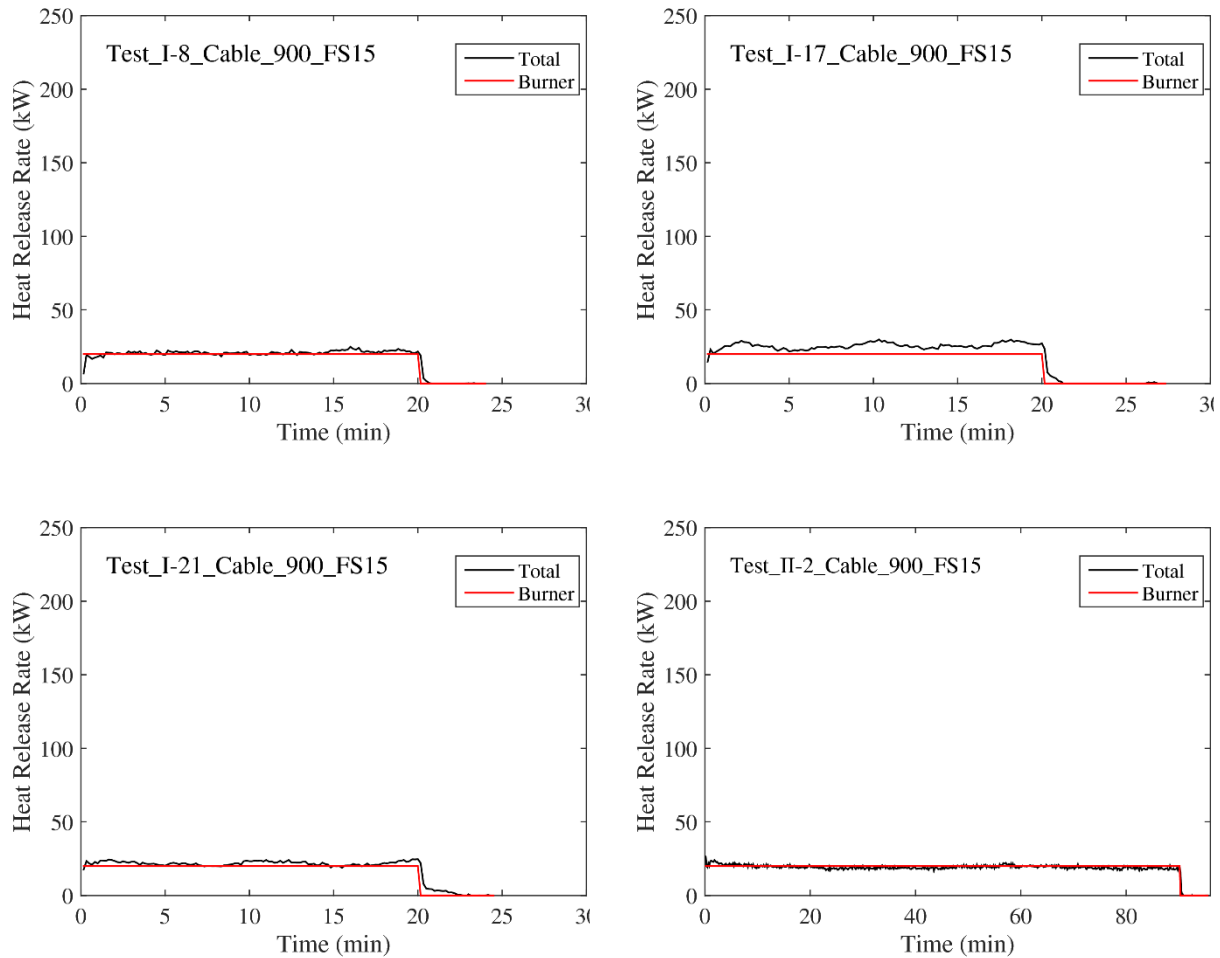 250
200
150
100
50
0
Heat Release Rate (kW)
Test_I-8_Cable_900_FS15
Total
Burner
0 5 10 15 20 25 30
Time (min)
250
200
150
100
50
0
Heat Release Rate (kW)
Test_I-17_Cable_900_FS15
Total
Burner
0 5 10 15 20 25 30
Time (min)
250
200
150
100
50
0
Heat Release Rate (kW)
Test_I-21_Cable_900_FS15
Total
Burner
0 5 10 15 20 25 30
Time (min)
250
200
150
100
50
0
Heat Release Rate (kW)
Test_II-2_Cable_900_FS15
Total
Burner
0 20 40 60 80
Time (min)